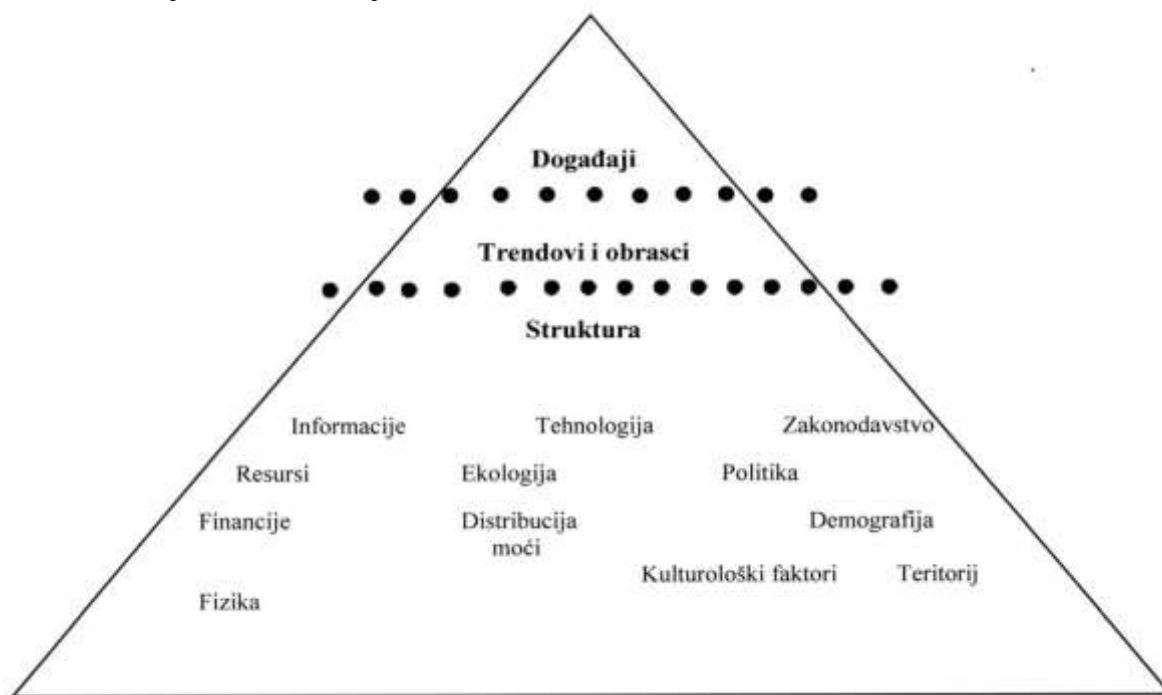 Događaji
Trendovi i obrasci
Struktura
Informacije Tehnologija Zakonodavstvo
Resursi Ekologija Politika
Financije Distribucija moći Demografija
Kulturološki faktori Teritorij
Fizika